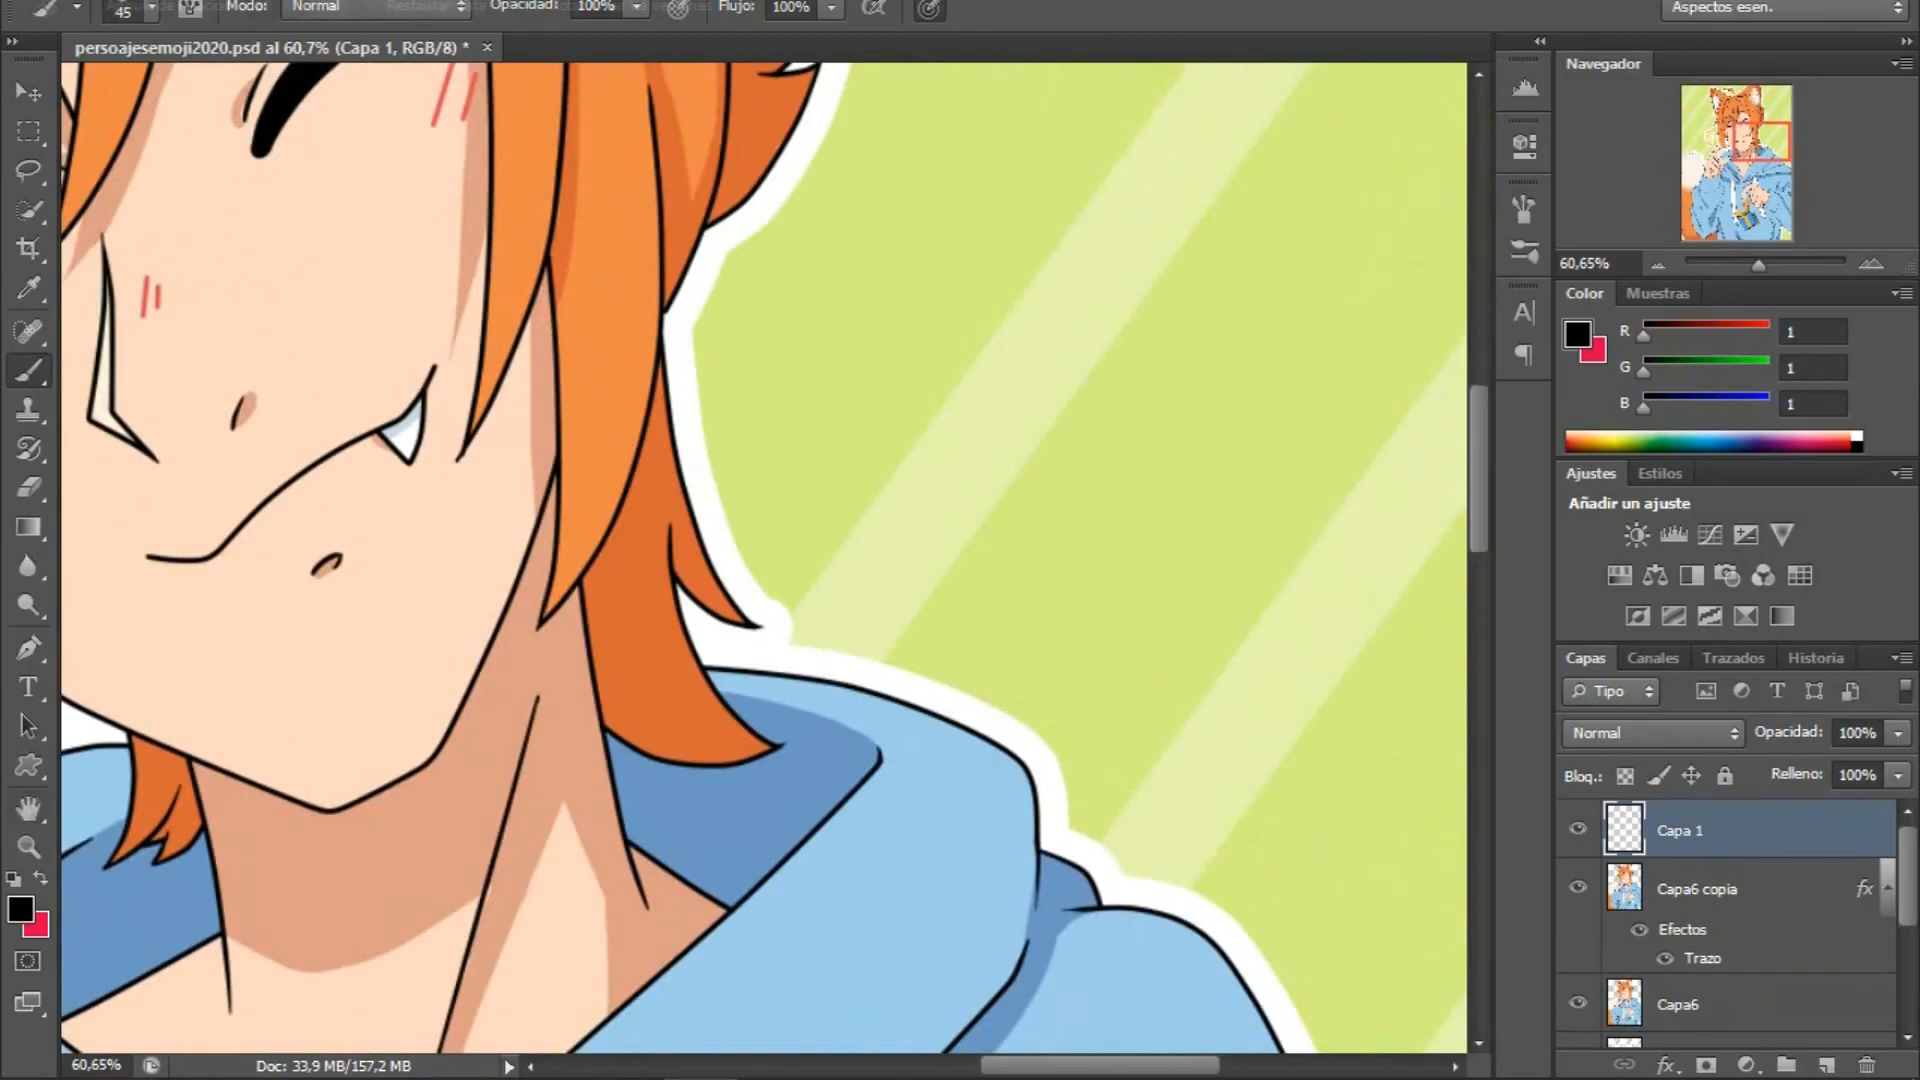 45
Modo:
Normal
Opacidad:
100%
Flujo:
100%
Aspectos esen.
persoajesemoji2020.psd al 60,7% (Capa 1, RGB/8) *
Navegador
60,65%
Color
Muestras
R
1
G
1
B
1
Ajustes
Estilos
Añadir un ajuste
Capas
Canales
Trazados
Historia
Tipo
Normal
Opacidad:
100%
Bloq.:
Relleno:
100%
Capa 1
Capa6 copia
fx
Efectos
Trazo
Capa6
60,65%
Doc: 33,9 MB/157,2 MB
fx